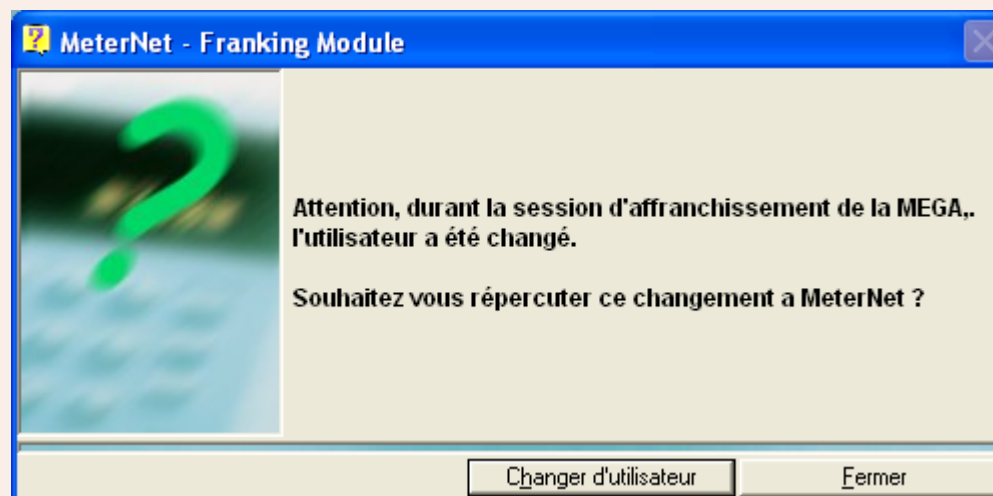 MeterNet - Franking Module
Attention, durant la session d'affranchissement de la MEGA,.
l'utilisateur a été changé.
Souhaitez vous répercuter ce changement a MeterNet ?
Changer d'utilisateur
Fermer